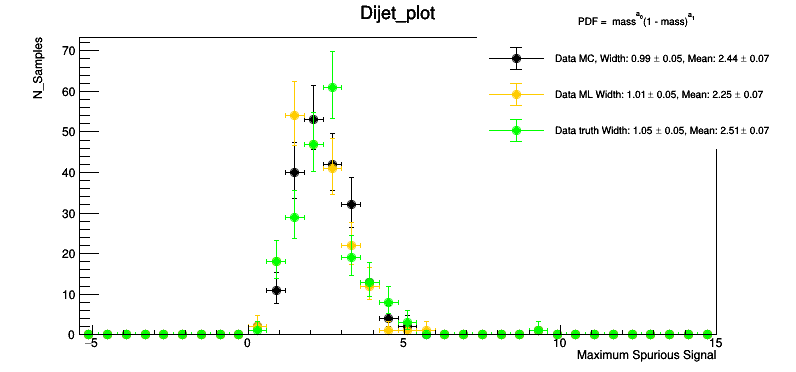 Dijet_plot
PDF = mass^a0 (1 - mass)^a1
Data MC, Width: 0.99 ± 0.05, Mean: 2.44 ± 0.07
Data ML Width: 1.01 ± 0.05, Mean: 2.25 ± 0.07
Data truth Width: 1.05 ± 0.05, Mean: 2.51 ± 0.07
N_Samples
70
60
50
40
30
20
10
0
−5 0 5 10 15
Maximum Spurious Signal